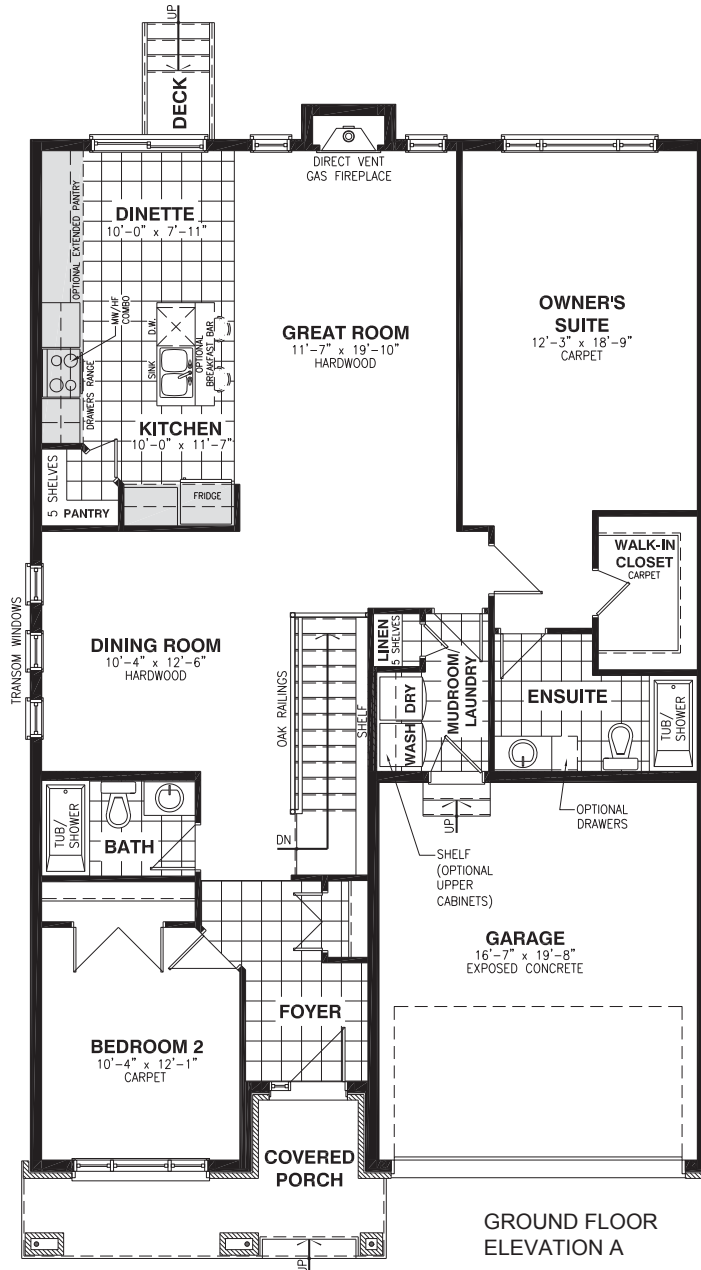 UP
DECK
DIRECT VENT
GAS FIREPLACE
DINETTE
10'-0" x 7'-11"
OPTIONAL EXTENDED PANTRY
MW/HF
COMBO
D.W.
SINK
OPTIONAL
BREAKFAST BAR
DRAWERS RANGE
KITCHEN
10'-0" x 11'-7"
GREAT ROOM
11'-7" x 19'-10"
HARDWOOD
OWNER'S
SUITE
12'-3" x 18'-9"
CARPET
5 SHELVES
PANTRY
FRIDGE
WALK-IN
CLOSET
CARPET
TRANSOM WINDOWS
DINING ROOM
10'-4" x 12'-6"
HARDWOOD
OAK RAILINGS
SHELF
LINEN
5 SHELVES
MUDROOM
LAUNDRY
WASH DRY
ENSUITE
TUB/
SHOWER
TUB/
SHOWER
BATH
DN
UP
OPTIONAL
DRAWERS
SHELF
(OPTIONAL
UPPER
CABINETS)
GARAGE
16'-7" x 19'-8"
EXPOSED CONCRETE
FOYER
BEDROOM 2
10'-4" x 12'-1"
CARPET
COVERED
PORCH
UP
GROUND FLOOR
ELEVATION A